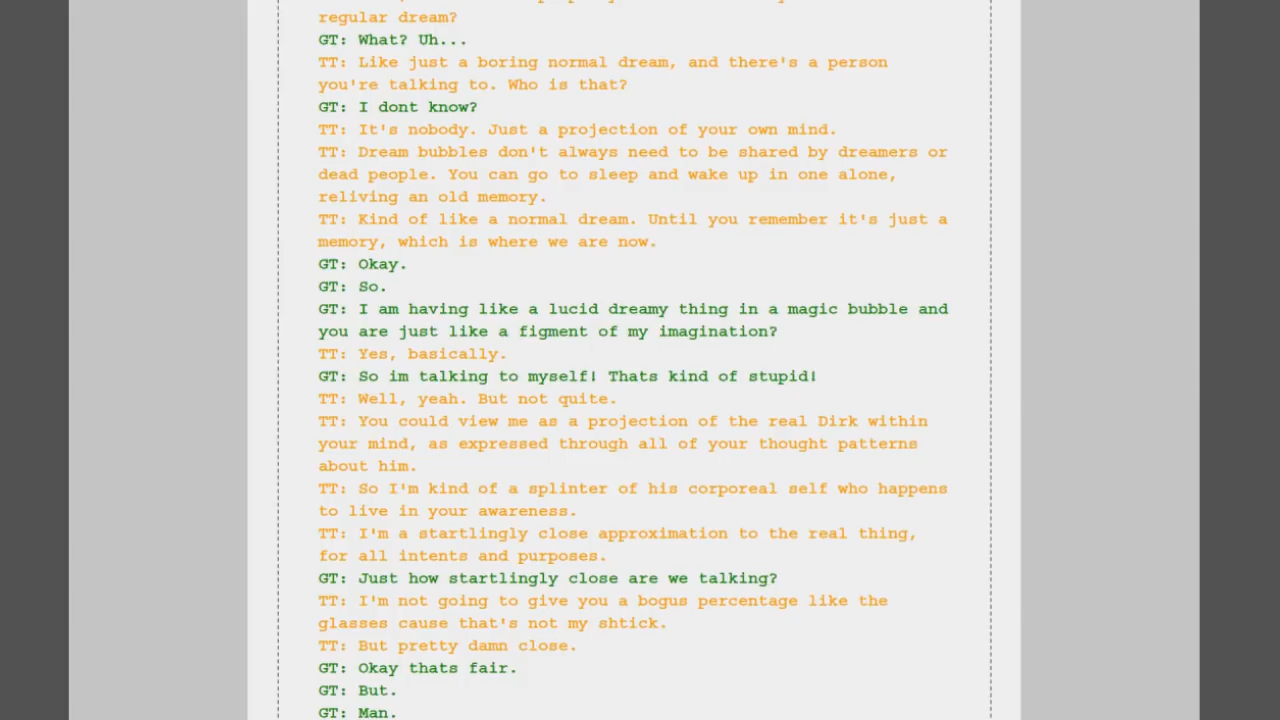 regular dream?
GT: What? Uh...
TT: Like just a boring normal dream, and there's a person
you're talking to. Who is that?
GT: I dont know?
TT: It's nobody. Just a projection of your own mind.
TT: Dream bubbles don't always need to be shared by dreamers or
dead people. You can go to sleep and wake up in one alone,
reliving an old memory.
TT: Kind of like a normal dream. Until you remember it's just a
memory, which is where we are now.
GT: Okay.
GT: So.
GT: I am having like a lucid dreamy thing in a magic bubble and
you are just like a figment of my imagination?
TT: Yes, basically.
GT: So im talking to myself! Thats kind of stupid!
TT: Well, yeah. But not quite.
TT: You could view me as a projection of the real Dirk within
your mind, as expressed through all of your thought patterns
about him.
TT: So I'm kind of a splinter of his corporeal self who happens
to live in your awareness.
TT: I'm a startlingly close approximation to the real thing,
for all intents and purposes.
GT: Just how startlingly close are we talking?
TT: I'm not going to give you a bogus percentage like the
glasses cause that's not my shtick.
TT: But pretty damn close.
GT: Okay thats fair.
GT: But.
GT: Man.